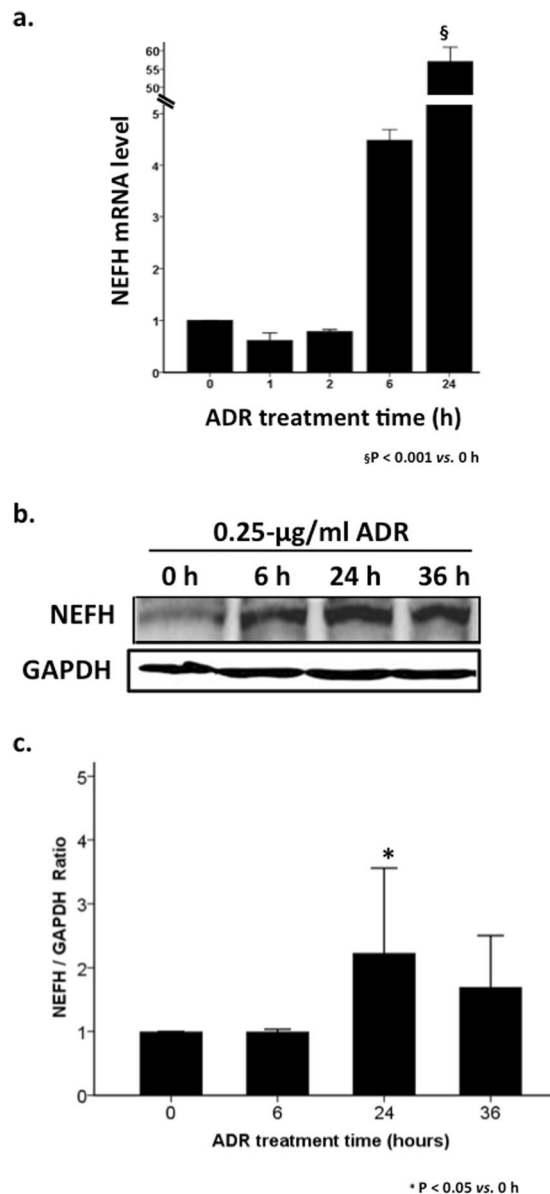 a.
§
60
55
50
5
4
3
2
1
0
NEFH mRNA level
0 1 2 6 24
ADR treatment time (h)
§P < 0.001 vs. 0 h
b.
0.25-μg/ml ADR
0 h 6 h 24 h 36 h
NEFH
GAPDH
c.
5
4
3
2
1
0
NEFH / GAPDH Ratio
*
0 6 24 36
ADR treatment time (hours)
* P < 0.05 vs. 0 h